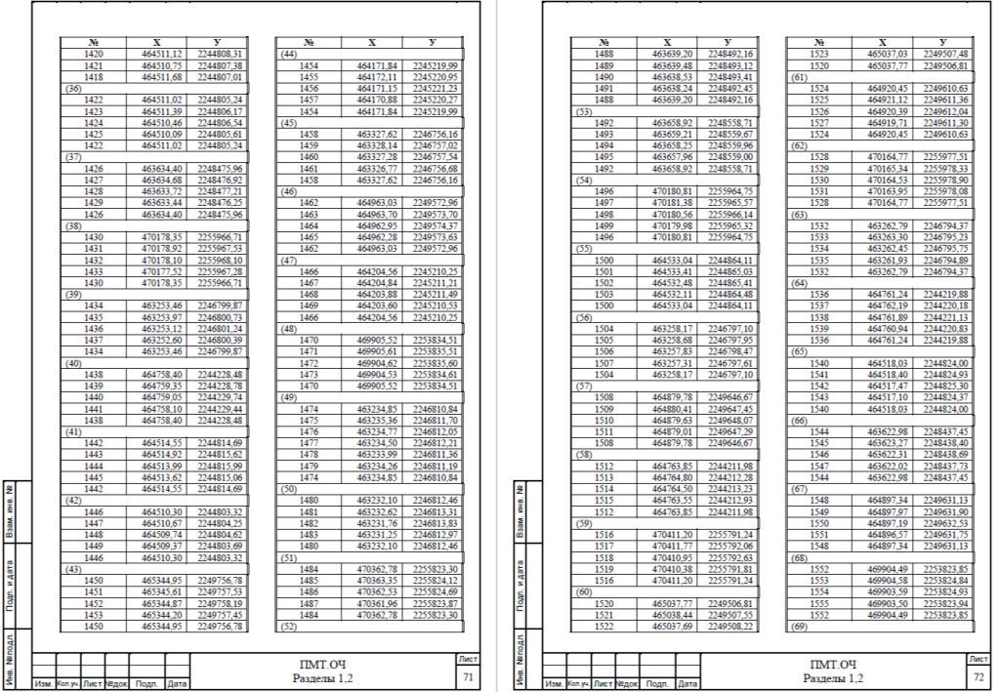 № X У
1420 464511,12 2244808,31
1421 464510,75 2244807,38
1418 464511,68 2244807,01
(36)
1422 464511,02 2244805,24
1423 464511,39 2244806,17
1424 464510,46 2244806,54
1425 464510,09 2244805,61
1422 464511,02 2244805,24
(37)
1426 463634,40 2248475,96
1427 463634,68 2248476,92
1428 463633,72 2248477,21
1429 463633,44 2248476,25
1426 463634,40 2248475,96
(38)
1430 470178,35 2255966,71
1431 470178,92 2255967,53
1432 470178,10 2255968,10
1433 470177,52 2255967,28
1430 470178,35 2255966,71
(39)
1434 463253,46 2246799,87
1435 463253,97 2246800,73
1436 463253,12 2246801,24
1437 463252,60 2246800,39
1434 463253,46 2246799,87
(40)
1438 464758,40 2244228,48
1439 464759,35 2244228,78
1440 464759,05 2244229,74
1441 464758,10 2244229,44
1438 464758,40 2244228,48
(41)
1442 464514,55 2244814,69
1443 464514,92 2244815,62
1444 464513,99 2244815,99
1445 464513,62 2244815,06
1442 464514,55 2244814,69
(42)
1446 464510,30 2244803,32
1447 464510,67 2244804,25
1448 464509,74 2244804,62
1449 464509,37 2244803,69
1446 464510,30 2244803,32
(43)
1450 465344,95 2249756,78
1451 465345,61 2249757,53
1452 465344,87 2249758,19
1453 465344,20 2249757,45
1450 465344,95 2249756,78
№ X У
(44)
1454 464171,84 2245219,99
1455 464172,11 2245220,95
1456 464171,15 2245221,23
1457 464170,88 2245220,27
1454 464171,84 2245219,99
(45)
1458 463327,62 2246756,16
1459 463328,14 2246757,02
1460 463327,28 2246757,54
1461 463326,77 2246756,68
1458 463327,62 2246756,16
(46)
1462 464963,03 2249572,96
1463 464963,70 2249573,70
1464 464962,95 2249574,37
1465 464962,28 2249573,63
1462 464963,03 2249572,96
(47)
1466 464204,56 2245210,25
1467 464204,84 2245211,21
1468 464203,88 2245211,49
1469 464203,60 2245210,53
1466 464204,56 2245210,25
(48)
1470 469905,52 2253834,51
1471 469905,61 2253835,51
1472 469904,62 2253835,60
1473 469904,53 2253834,61
1470 469905,52 2253834,51
(49)
1474 463234,85 2246810,84
1475 463235,36 2246811,70
1476 463234,77 2246812,05
1477 463234,50 2246812,21
1478 463233,99 2246811,36
1479 463234,26 2246811,19
1474 463234,85 2246810,84
(50)
1480 463232,10 2246812,46
1481 463232,62 2246813,31
1482 463231,76 2246813,83
1483 463231,25 2246812,97
1480 463232,10 2246812,46
(51)
1484 470362,78 2255823,30
1485 470363,35 2255824,12
1486 470362,53 2255824,69
1487 470361,96 2255823,87
1484 470362,78 2255823,30
(52)
Взам. инв. №
Подп. и дата
Инв. №подл.
Изм. Кол.уч. Лист №док. Подп. Дата
ПМТ.ОЧ
Разделы 1,2
Лист
71
№ X У
1488 463639,20 2248492,16
1489 463639,48 2248493,12
1490 463638,53 2248493,41
1491 463638,24 2248492,45
1488 463639,20 2248492,16
(53)
1492 463658,92 2248558,71
1493 463659,21 2248559,67
1494 463658,25 2248559,96
1495 463657,96 2248559,00
1492 463658,92 2248558,71
(54)
1496 470180,81 2255964,75
1497 470181,38 2255965,57
1498 470180,56 2255966,14
1499 470179,98 2255965,32
1496 470180,81 2255964,75
(55)
1500 464533,04 2244864,11
1501 464533,41 2244865,03
1502 464532,48 2244865,41
1503 464532,11 2244864,48
1500 464533,04 2244864,11
(56)
1504 463258,17 2246797,10
1505 463258,68 2246797,95
1506 463257,83 2246798,47
1507 463257,31 2246797,61
1504 463258,17 2246797,10
(57)
1508 464879,78 2249646,67
1509 464880,41 2249647,45
1510 464879,63 2249648,07
1511 464879,01 2249647,29
1508 464879,78 2249646,67
(58)
1512 464763,85 2244211,98
1513 464764,80 2244212,28
1514 464764,50 2244213,23
1515 464763,55 2244212,93
1512 464763,85 2244211,98
(59)
1516 470411,20 2255791,24
1517 470411,77 2255792,06
1518 470410,95 2255792,63
1519 470410,38 2255791,81
1516 470411,20 2255791,24
(60)
1520 465037,77 2249506,81
1521 465038,44 2249507,55
1522 465037,69 2249508,22
№ X У
1523 465037,03 2249507,48
1520 465037,77 2249506,81
(61)
1524 464920,45 2249610,63
1525 464921,12 2249611,36
1526 464920,39 2249612,04
1527 464919,71 2249611,30
1524 464920,45 2249610,63
(62)
1528 470164,77 2255977,51
1529 470165,34 2255978,33
1530 470164,53 2255978,90
1531 470163,95 2255978,08
1528 470164,77 2255977,51
(63)
1532 463262,79 2246794,37
1533 463263,30 2246795,23
1534 463262,45 2246795,75
1535 463261,93 2246794,89
1532 463262,79 2246794,37
(64)
1536 464761,24 2244219,88
1537 464762,19 2244220,18
1538 464761,89 2244221,13
1539 464760,94 2244220,83
1536 464761,24 2244219,88
(65)
1540 464518,03 2244824,00
1541 464518,40 2244824,93
1542 464517,47 2244825,30
1543 464517,10 2244824,37
1540 464518,03 2244824,00
(66)
1544 463622,98 2248437,45
1545 463623,27 2248438,40
1546 463622,31 2248438,69
1547 463622,02 2248437,73
1544 463622,98 2248437,45
(67)
1548 464897,34 2249631,13
1549 464897,97 2249631,90
1550 464897,19 2249632,53
1551 464896,57 2249631,75
1548 464897,34 2249631,13
(68)
1552 469904,49 2253823,85
1553 469904,58 2253824,84
1554 469903,59 2253824,93
1555 469903,50 2253823,94
1552 469904,49 2253823,85
(69)
Взам. инв. №
Подп. и дата
Инв. №подл.
Изм. Кол.уч. Лист №док. Подп. Дата
ПМТ.ОЧ
Разделы 1,2
Лист
72